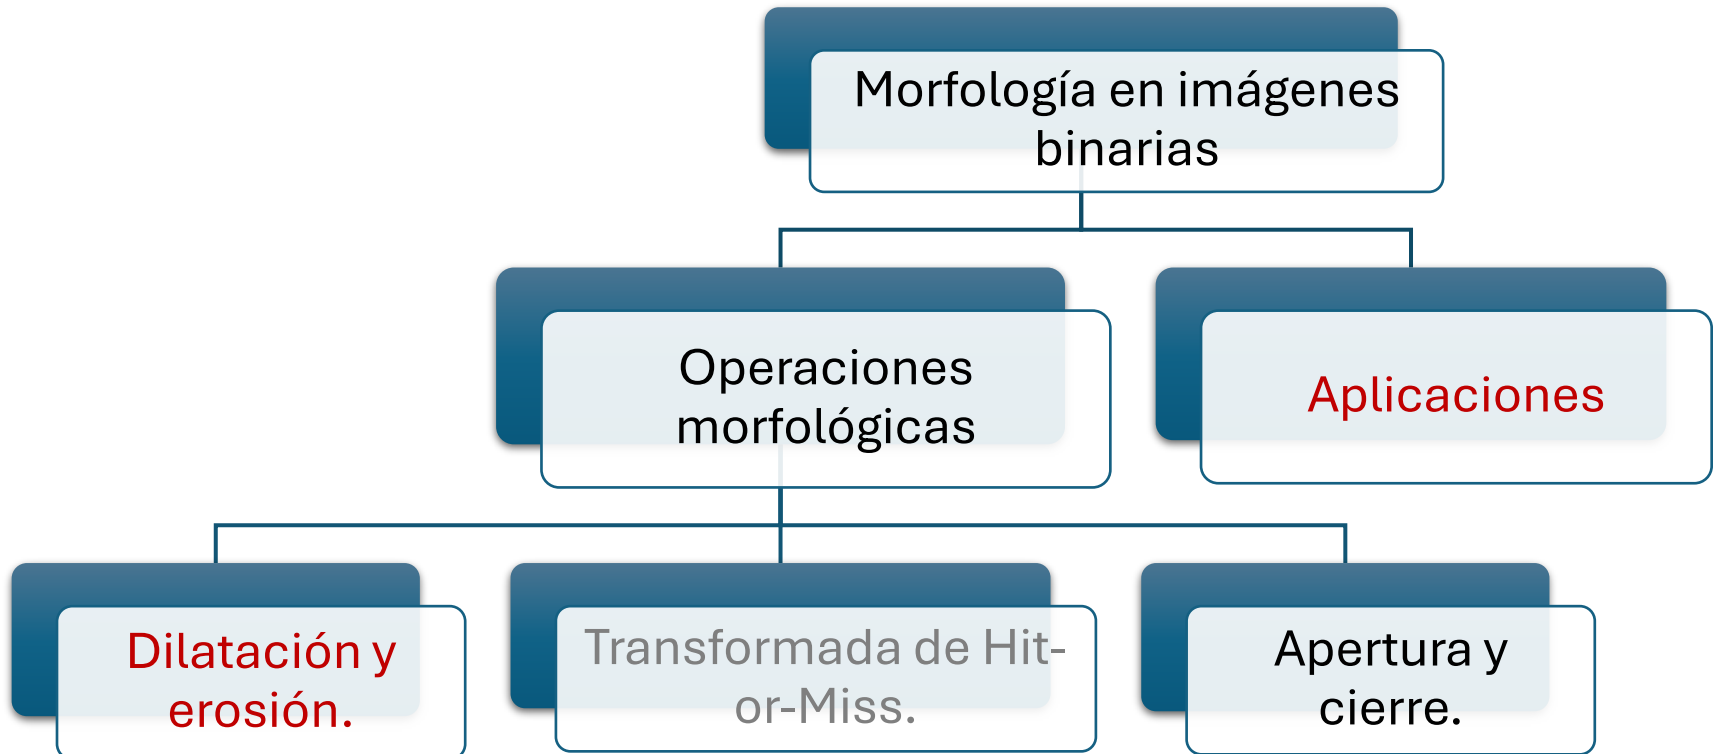 Morfología en imágenes
binarias
Operaciones
morfológicas
Aplicaciones
Dilatación y
erosión.
Transformada de Hit-
or-Miss.
Apertura y
cierre.